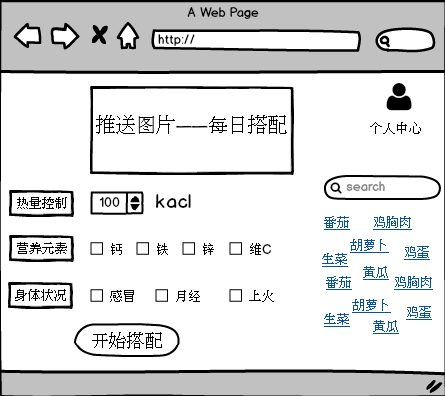 A Web Page
http://
推送图片——每日搭配
个人中心
search
热量控制 100 kacl
营养元素 钙 铁 锌 维C
身体状况 感冒 月经 上火
开始搭配
番茄 鸡胸肉
生菜 胡萝卜 鸡蛋
番茄 黄瓜 鸡胸肉
生菜 胡萝卜 鸡蛋
黄瓜